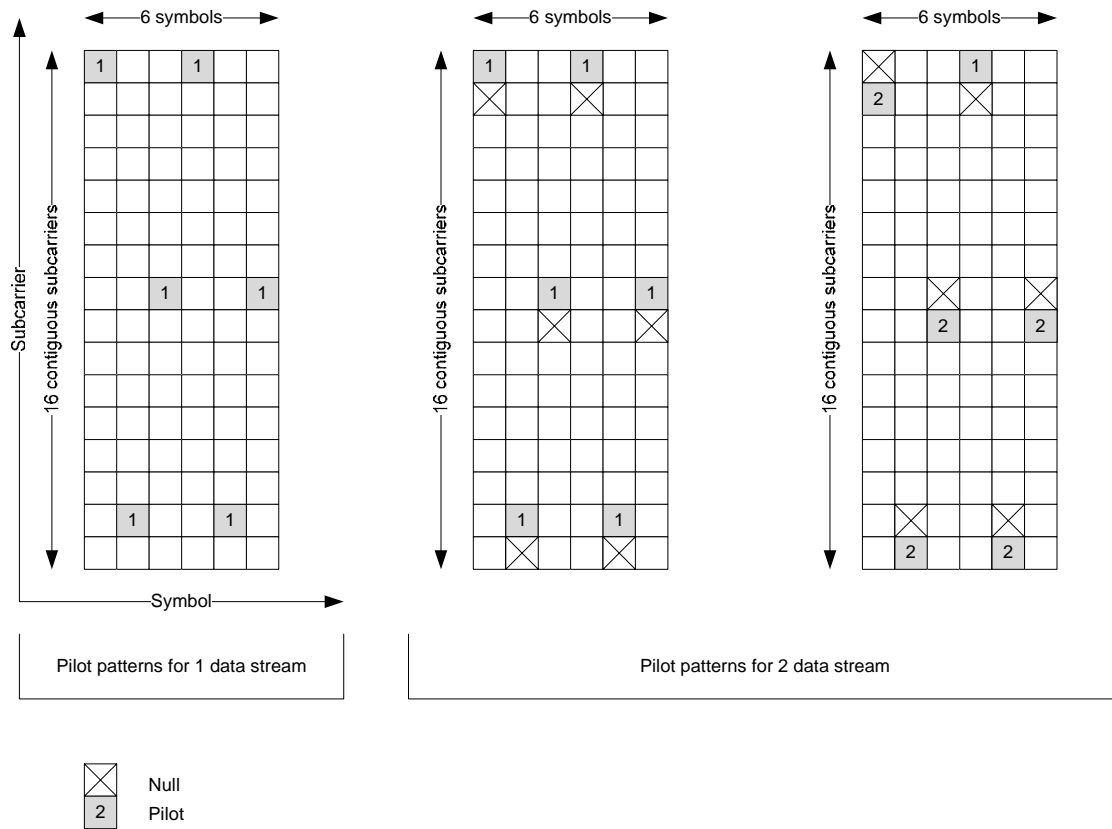 6 symbols
6 symbols
6 symbols
1 1
1 1
1
2
1 1
1 1
2 2
1 1
1 1
2 2
Subcarrier
16 contiguous subcarriers
16 contiguous subcarriers
16 contiguous subcarriers
Symbol
Pilot patterns for 1 data stream
Pilot patterns for 2 data stream
Null
2 Pilot